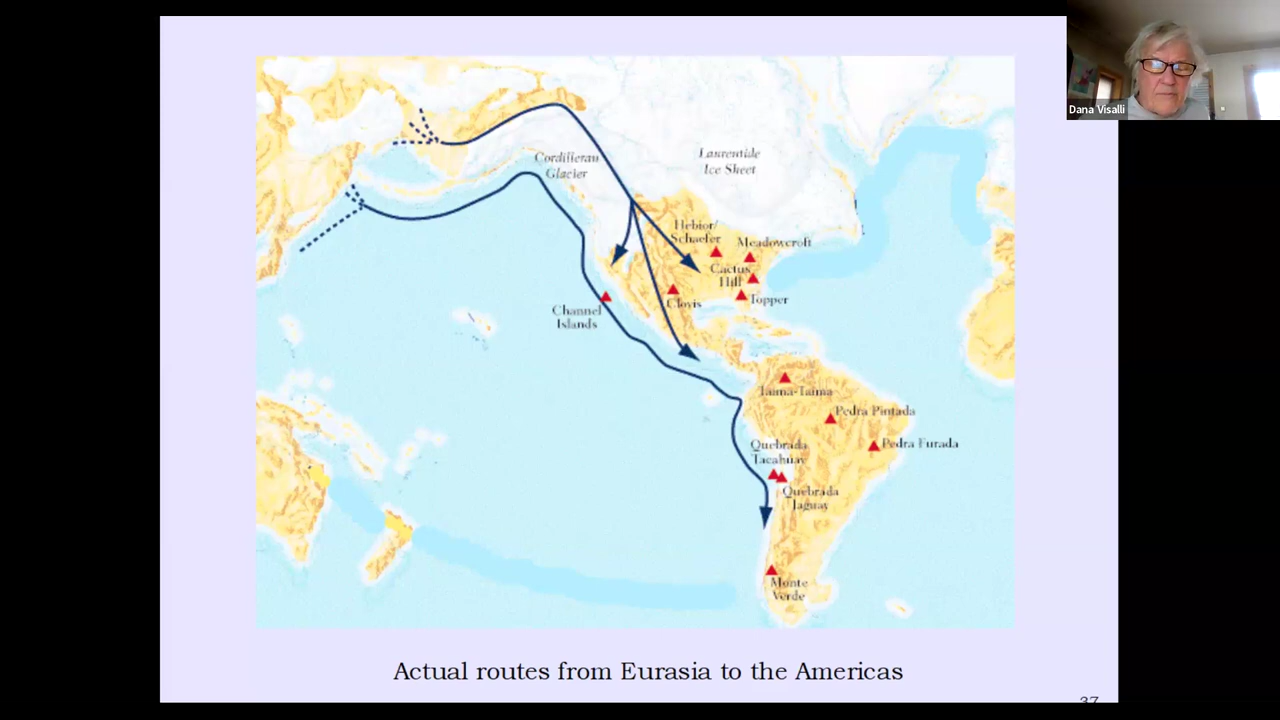 Dana Visalli
Cordilleran
Glacier
Laurentide
Ice Sheet
Hebior/
Schaefer
Meadowcroft
Cactus
Hill
Topper
Clovis
Channel
Islands
Taima-Taima
Pedra Pintada
Pedra Furada
Quebrada
Tacahuay
Quebrada
Jaguay
Monte
Verde
Actual routes from Eurasia to the Americas
37